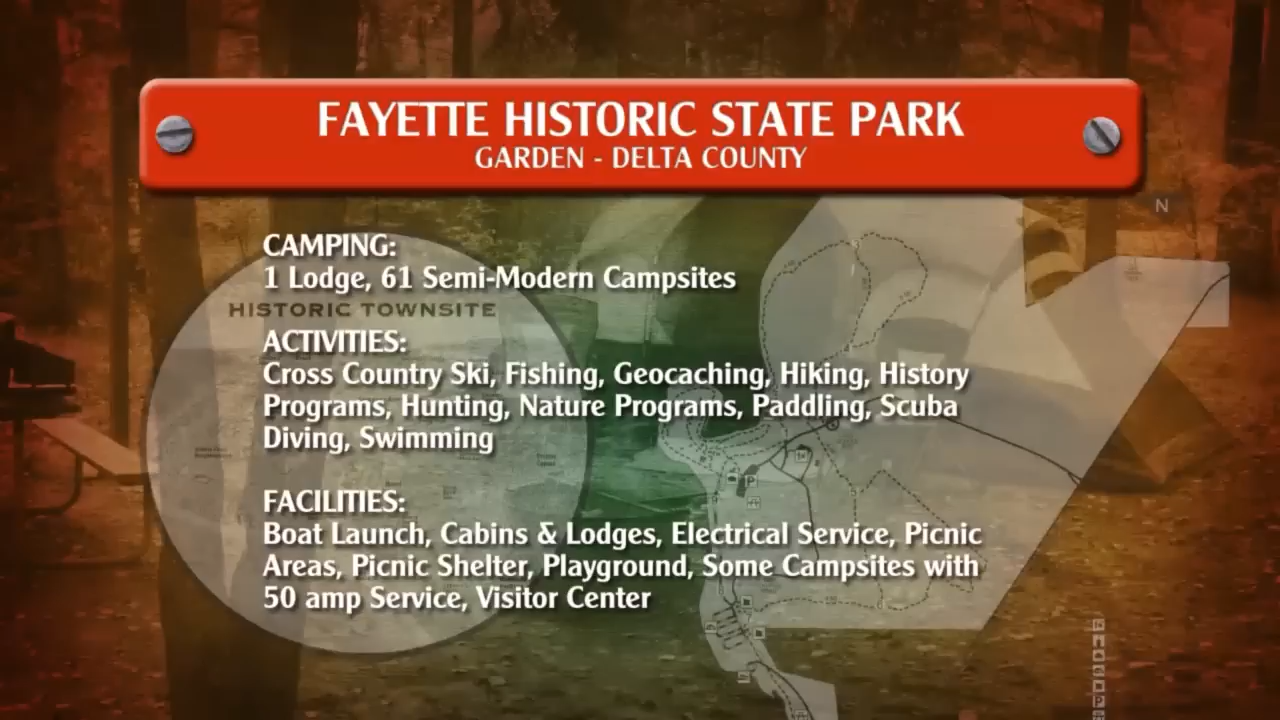 FAYETTE HISTORIC STATE PARK
GARDEN - DELTA COUNTY
N
CAMPING:
1 Lodge, 61 Semi-Modern Campsites
HISTORIC TOWNSITE
ACTIVITIES:
Cross Country Ski, Fishing, Geocaching, Hiking, History
Programs, Hunting, Nature Programs, Paddling, Scuba
Diving, Swimming
FACILITIES:
Boat Launch, Cabins & Lodges, Electrical Service, Picnic
Areas, Picnic Shelter, Playground, Some Campsites with
50 amp Service, Visitor Center